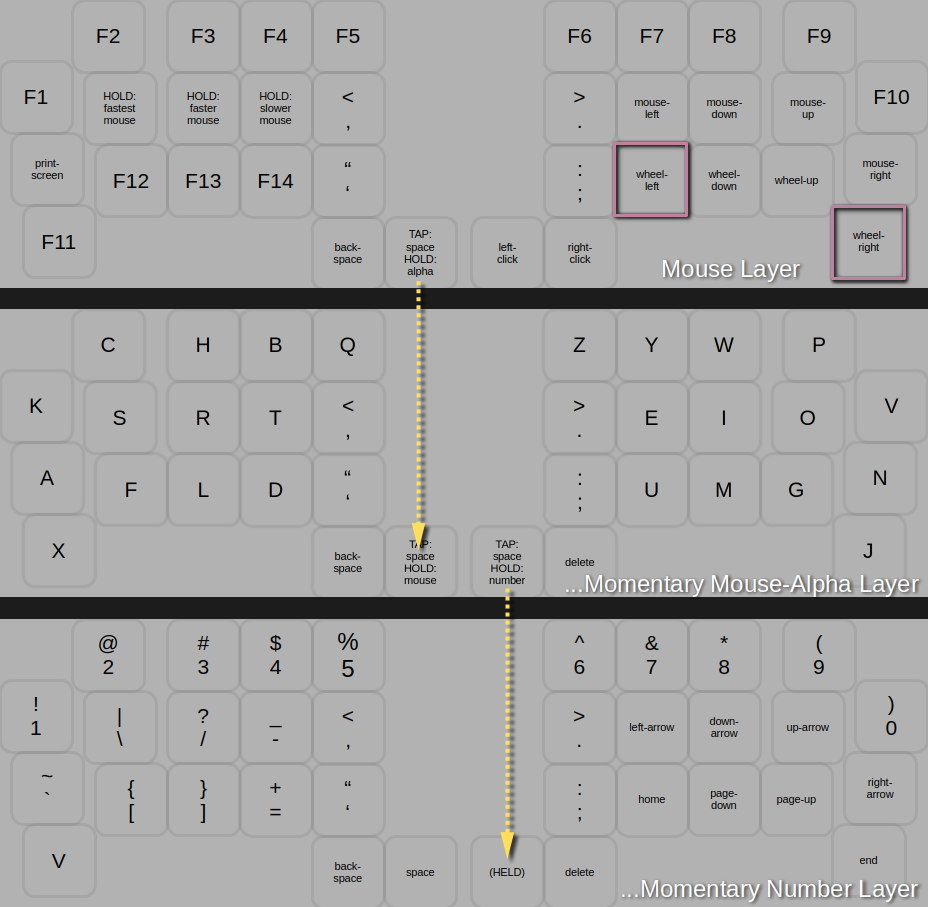 F2 F3 F4 F5 F6 F7 F8 F9
F1 HOLD: fastest mouse HOLD: faster mouse HOLD: slower mouse < , > . mouse-left mouse-down mouse-up F10
print-screen F12 F13 F14 “ ‘ : ; wheel-left wheel-down wheel-up mouse-right
F11 back-space TAP: space HOLD: alpha left-click right-click wheel-right
Mouse Layer
C H B Q Z Y W P
K S R T < , > . E I O V
A F L D “ ‘ : ; U M G N
X back-space TAP: space HOLD: mouse TAP: space HOLD: number delete J
...Momentary Mouse-Alpha Layer
@ 2 # 3 $ 4 % 5 ^ 6 & 7 * 8 ( 9
! 1 | \ ? / _ - < , > . left-arrow down-arrow up-arrow ) 0
~ ` { [ } ] + = “ ‘ : ; home page-down page-up right-arrow
V back-space space (HELD) delete end
...Momentary Number Layer